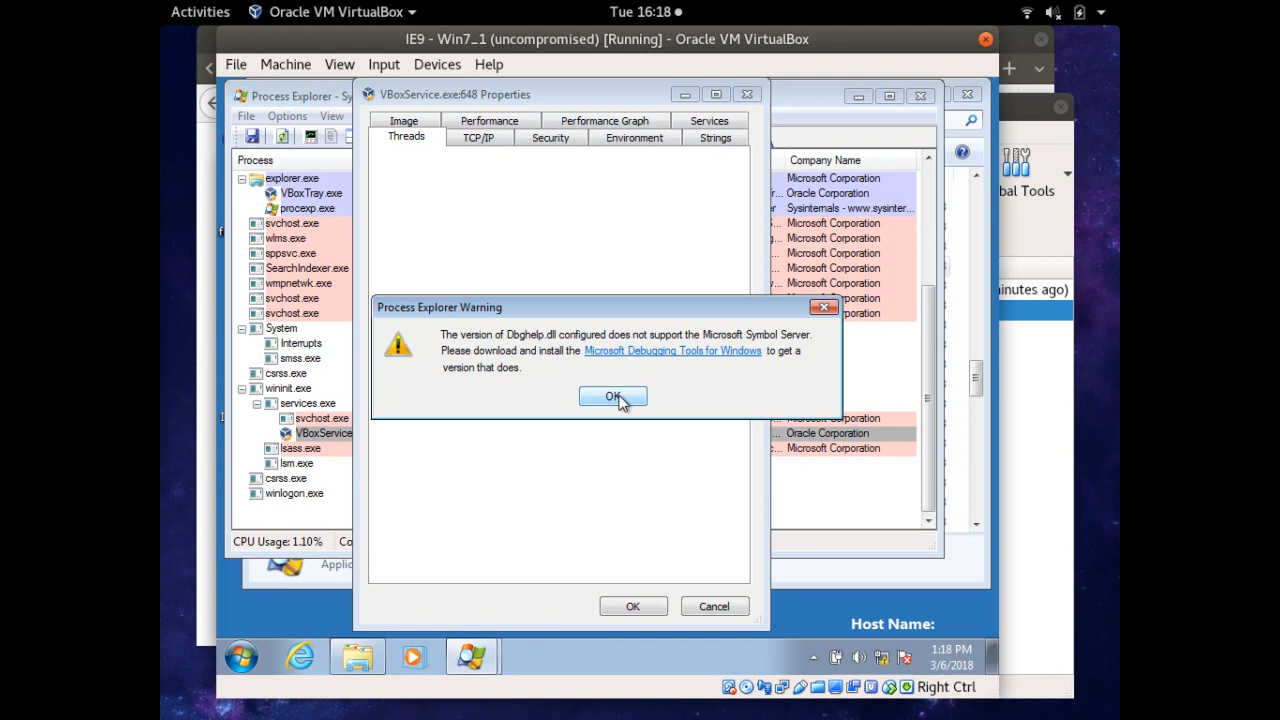 Activities
Oracle VM VirtualBox
Tue 16:18
IE9 - Win7_1 (uncompromised) [Running] - Oracle VM VirtualBox
File Machine View Input Devices Help
Process Explorer - Sy
VBoxService.exe:648 Properties
File Options View
Image Performance Performance Graph Services
Threads TCP/IP Security Environment Strings
Process
Company Name
explorer.exe
Microsoft Corporation
VBoxTray.exe
r... Oracle Corporation
procexp.exe
er Sysinternals - www.sysinter...
svchost.exe
S... Microsoft Corporation
wlms.exe
g... Microsoft Corporation
sppsvc.exe
... Microsoft Corporation
SearchIndexer.exe
... Microsoft Corporation
wmpnetwk.exe
... Microsoft Corporation
svchost.exe
... Microsoft Corporation
svchost.exe
... Microsoft Corporation
bal Tools
inutes ago)
Process Explorer Warning
The version of Dbghelp.dll configured does not support the Microsoft Symbol Server.
Please download and install the Microsoft Debugging Tools for Windows to get a
version that does.
OK
System
Interrupts
smss.exe
csrss.exe
wininit.exe
services.exe
svchost.exe
... Microsoft Corporation
VBoxService
... Oracle Corporation
lsass.exe
c... Microsoft Corporation
lsm.exe
csrss.exe
winlogon.exe
CPU Usage: 1.10% Co
Applic
OK Cancel
Host Name:
1:18 PM
3/6/2018
Right Ctrl